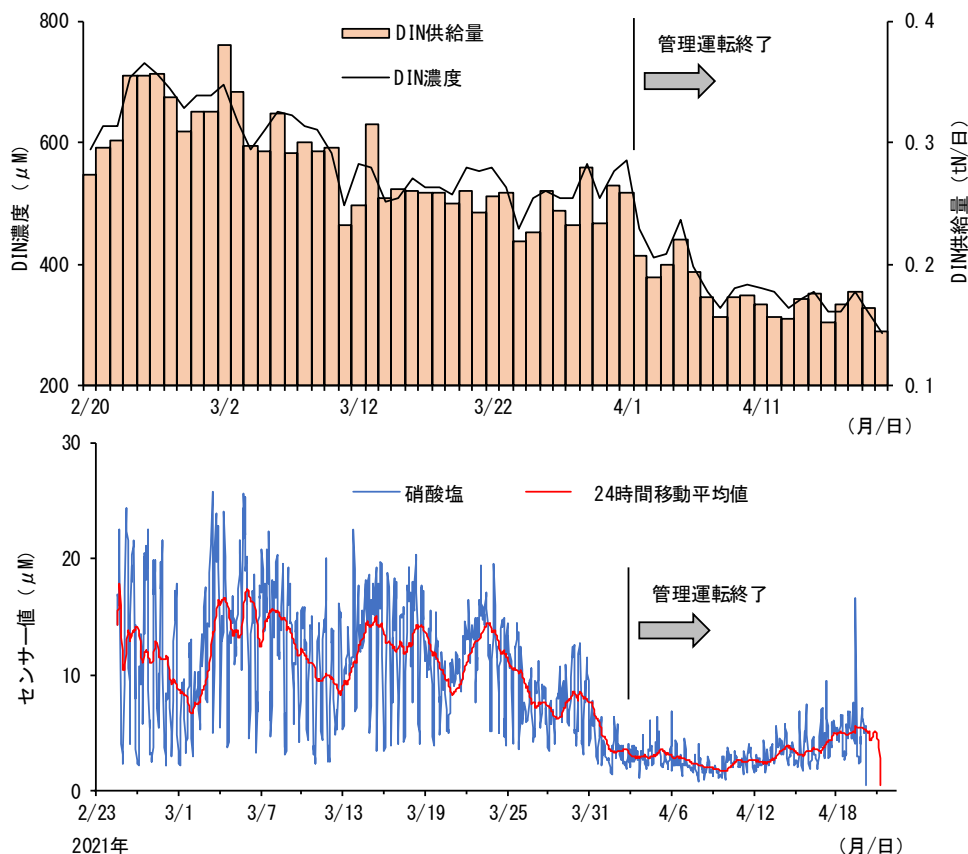 800
600
400
200
DIN濃度（μM）
DIN供給量
DIN濃度
管理運転終了
0.4
0.3
0.2
0.1
DIN供給量（tN/日）
2/20
3/2
3/12
3/22
4/1
4/11
（月/日）
30
20
10
0
センサー値（μM）
硝酸塩
24時間移動平均値
管理運転終了
2/23
3/1
3/7
3/13
3/19
3/25
3/31
4/6
4/12
4/18
2021年
（月/日）